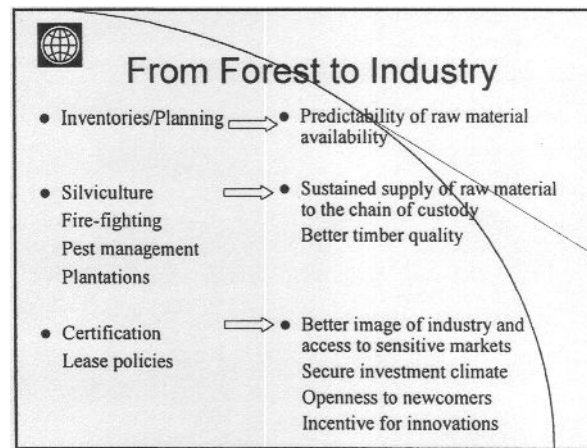 From Forest to Industry
● Inventories/Planning
● Predictability of raw material
availability
● Silviculture
Fire-fighting
Pest management
Plantations
● Sustained supply of raw material
to the chain of custody
Better timber quality
● Certification
Lease policies
● Better image of industry and
access to sensitive markets
Secure investment climate
Openness to newcomers
Incentive for innovations